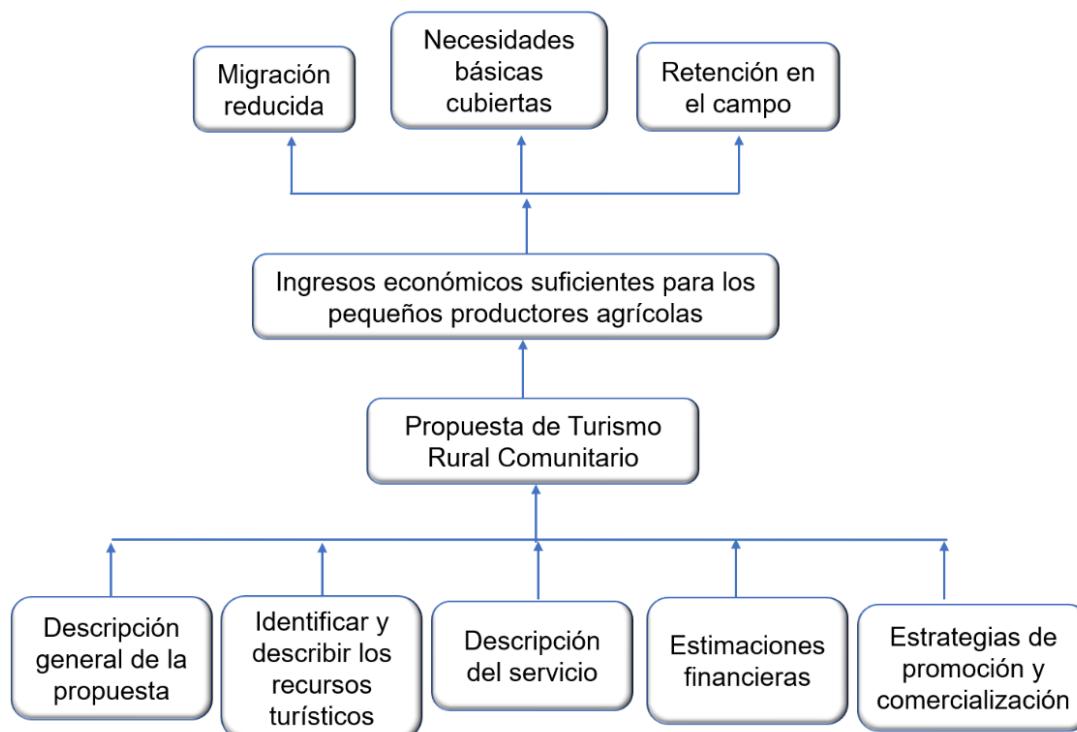 Migración
reducida
Necesidades
básicas
cubiertas
Retención en
el campo
Ingresos económicos suficientes para los
pequeños productores agrícolas
Propuesta de Turismo
Rural Comunitario
Descripción
general de la
propuesta
Identificar y
describir los
recursos
turísticos
Descripción
del servicio
Estimaciones
financieras
Estrategias de
promoción y
comercialización